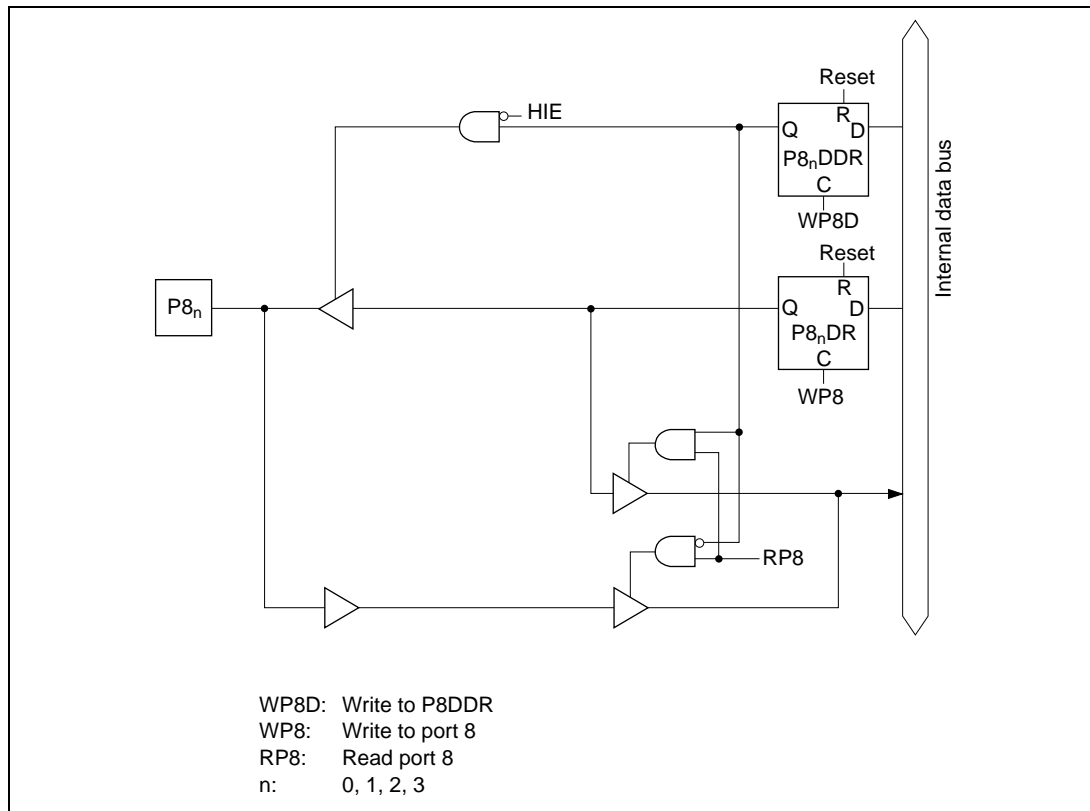 Reset
HIE
R
Q
D
P8nDDR
C
WP8D
Internal data bus
Reset
R
P8n
Q
D
P8nDR
C
WP8
RP8
WP8D: Write to P8DDR
WP8: Write to port 8
RP8: Read port 8
n: 0, 1, 2, 3